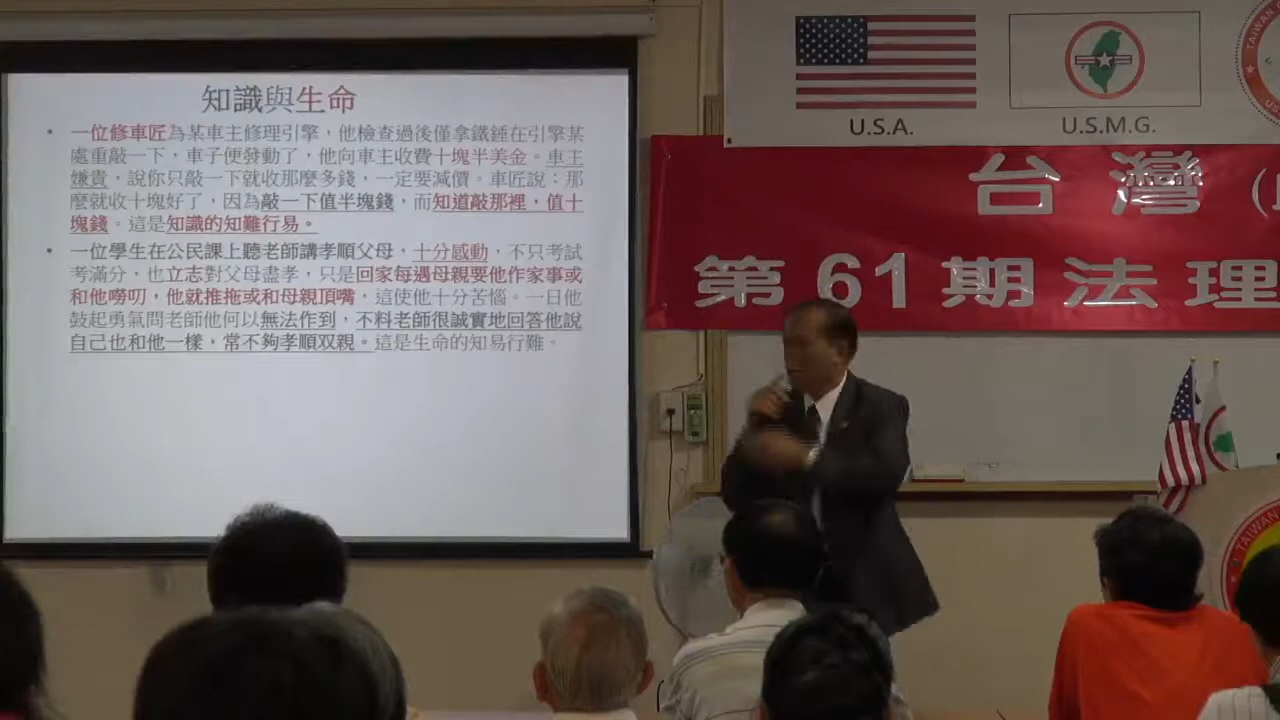 知識與生命
• 一位修車匠為某車主修理引擎，他檢查過後僅拿鐵錘在引擎某
處重敲一下，車子便發動了，他向車主收費十塊半美金。車主
嫌貴，說你只敲一下就收那麼多錢，一定要減價。車匠說：那
麼就收十塊好了，因為敲一下值半塊錢，而知道敲那裡，值十
塊錢。這是知識的知難行易。
• 一位學生在公民課上聽老師講孝順父母，十分感動，不只考試
考滿分，也立志對父母盡孝，只是回家每遇母親要他作家事或
和他嘮叨，他就推拖或和母親頂嘴，這使他十分苦惱。一日他
鼓起勇氣問老師他何以無法作到，不料老師很誠實地回答他說
自己也和他一樣，常不夠孝順双親。這是生命的知易行難。
U.S.A.
U.S.M.G.
TAIWAN
台灣（
第61期法理
TAIWAN